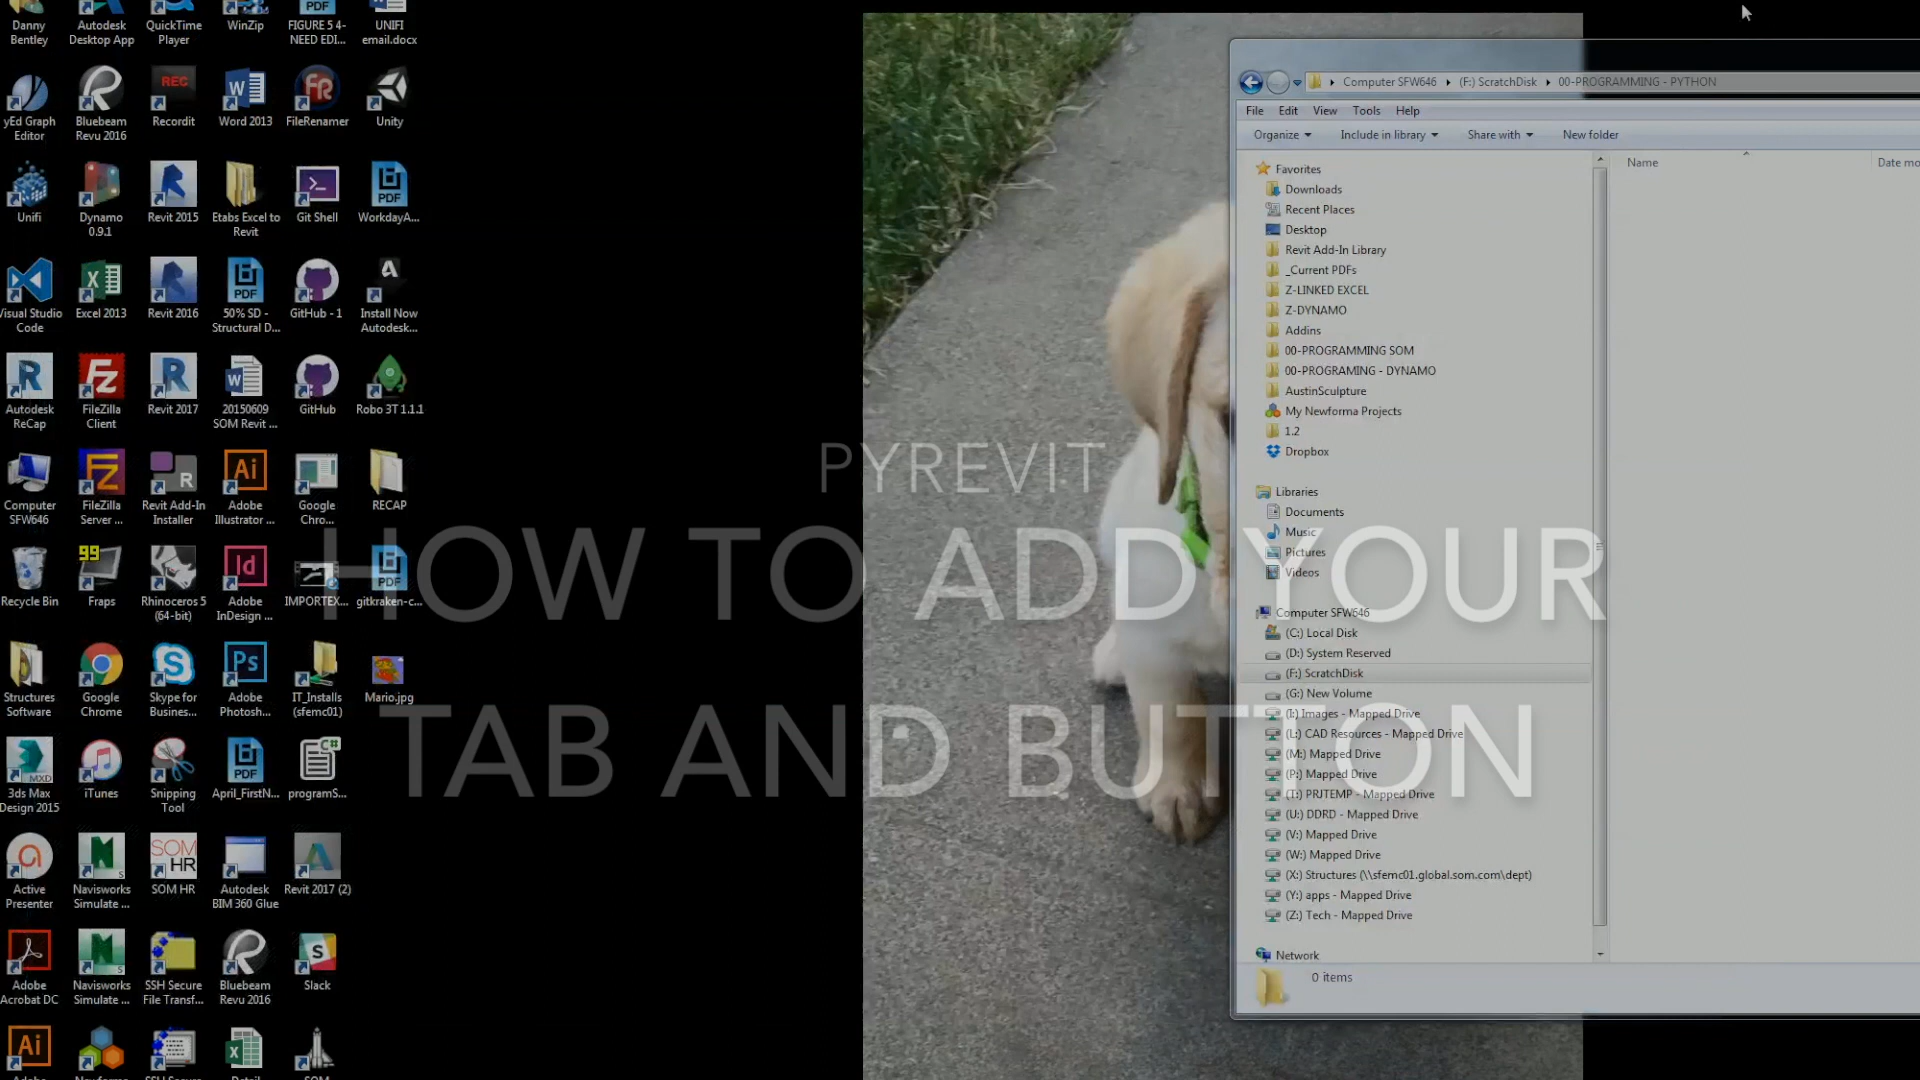 Danny
Bentley
Autodesk
Desktop App
QuickTime
Player
WinZip
FIGURE 5 4-
NEED EDI...
UNIFI
email.docx
yEd Graph
Editor
Bluebeam
Revu 2016
REC
Recordit
Word 2013
FileRenamer
Unity
Unifi
Dynamo
0.9.1
Revit 2015
Etabs Excel to
Revit
Git Shell
WorkdayA...
Visual Studio
Code
Excel 2013
Revit 2016
50% SD -
Structural D...
GitHub - 1
Install Now
Autodesk...
Autodesk
ReCap
FileZilla
Client
Revit 2017
20150609
SOM Revit ...
GitHub
Robo 3T 1.1.1
Computer
SFW646
FileZilla
Server ...
Revit Add-In
Installer
Adobe
Illustrator ...
Google
Chro...
RECAP
Recycle Bin
99
Fraps
Rhinoceros 5
(64-bit)
Adobe
InDesign ...
IMPORTEX...
gitkraken-c...
Structures
Software
Google
Chrome
Skype for
Busines...
Adobe
Photosh...
IT_Installs
(sfemc01)
Mario.jpg
3ds Max
Design 2015
iTunes
Snipping
Tool
April_FirstN...
programS...
Active
Presenter
Navisworks
Simulate ...
SOM HR
Autodesk
BIM 360 Glue
Revit 2017 (2)
Adobe
Acrobat DC
Navisworks
Simulate ...
SSH Secure
File Transf...
Bluebeam
Revu 2016
Slack
PYREVIT
HOW TO ADD YOUR
TAB AND BUTTON
Computer SFW646 (F:) ScratchDisk 00-PROGRAMMING - PYTHON
File Edit View Tools Help
Organize Include in library Share with New folder
Name Date mo
Favorites
Downloads
Recent Places
Desktop
Revit Add-In Library
_Current PDFs
Z-LINKED EXCEL
Z-DYNAMO
Addins
00-PROGRAMMING SOM
00-PROGRAMING - DYNAMO
AustinSculpture
My Newforma Projects
1.2
Dropbox
Libraries
Documents
Music
Pictures
Videos
Computer SFW646
(C:) Local Disk
(D:) System Reserved
(F:) ScratchDisk
(G:) New Volume
(I:) Images - Mapped Drive
(L:) CAD Resources - Mapped Drive
(M:) Mapped Drive
(P:) Mapped Drive
(T:) PRJTEMP - Mapped Drive
(U:) DDRD - Mapped Drive
(V:) Mapped Drive
(W:) Mapped Drive
(X:) Structures (\\sfemc01.global.som.com\dept)
(Y:) apps - Mapped Drive
(Z:) Tech - Mapped Drive
Network
0 items